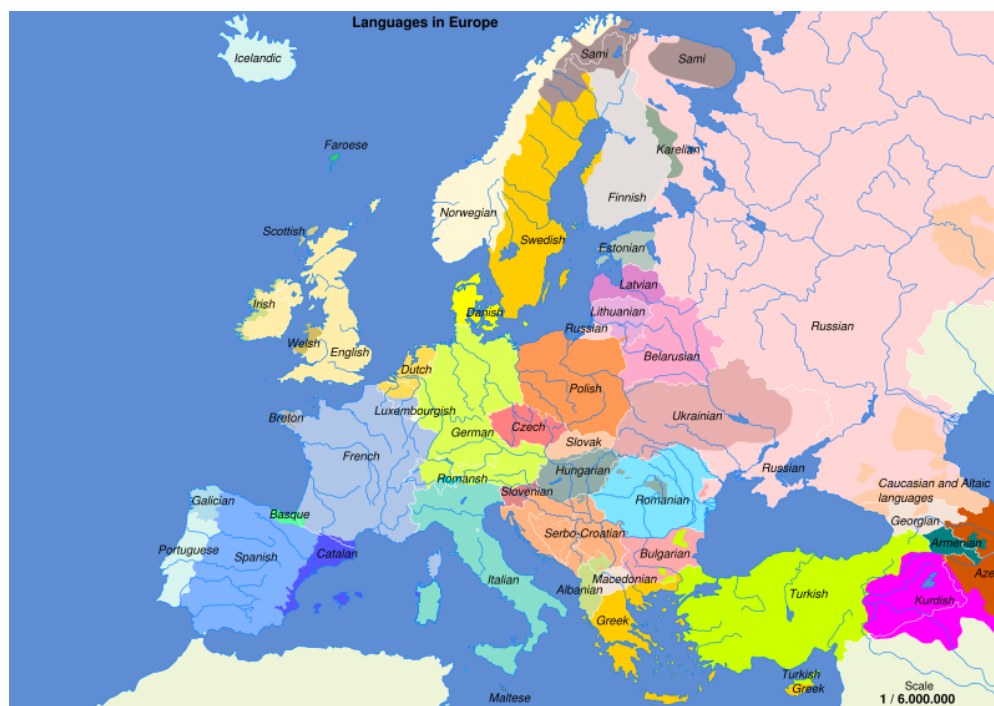 Languages in Europe
Icelandic
Sami
Sami
Faroese
Karelian
Finnish
Norwegian
Scottish
Swedish
Estonian
Latvian
Irish
Danish
Lithuanian
Russian
Russian
Welsh
English
Belarusian
Dutch
Polish
Luxembourgish
Breton
Ukrainian
German
Czech
Slovak
French
Hungarian
Russian
Romansh
Slovenian
Romanian
Caucasian and Altaic
languages
Galician
Basque
Georgian
Serbo-Croatian
Armenian
Portuguese
Spanish
Catalan
Bulgarian
Aze
Italian
Macedonian
Albanian
Turkish
Kurdish
Greek
Turkish
Greek
Maltese
Scale
1 / 6.000.000